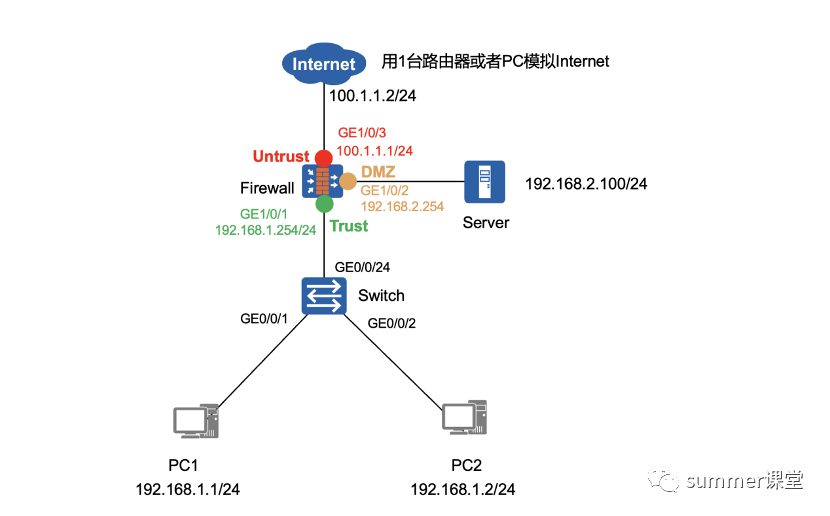 Internet
用1台路由器或者PC模拟Internet
100.1.1.2/24
GE1/0/3
Untrust
100.1.1.1/24
DMZ
Firewall
GE1/0/2
192.168.2.100/24
192.168.2.254
GE1/0/1
Server
192.168.1.254/24
Trust
GE0/0/24
Switch
GE0/0/1
GE0/0/2
PC1
PC2
192.168.1.1/24
192.168.1.2/24
summer课堂